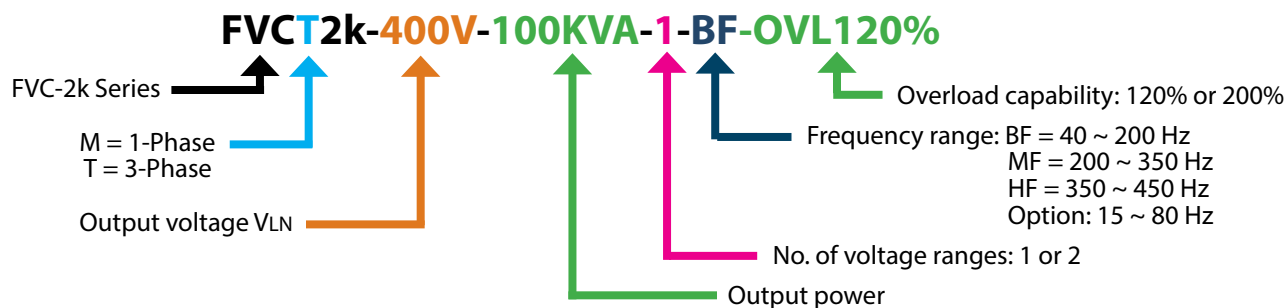 FVCT2k-400V-100KVA-1-BF-OVL120%
FVC-2k Series
Overload capability: 120% or 200%
M = 1-Phase
T = 3-Phase
Frequency range: BF = 40 ~ 200 Hz
MF = 200 ~ 350 Hz
HF = 350 ~ 450 Hz
Option: 15 ~ 80 Hz
Output voltage VLN
No. of voltage ranges: 1 or 2
Output power